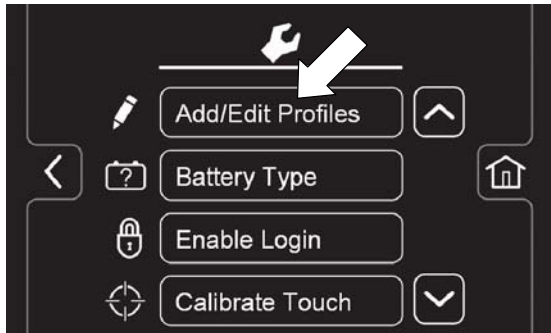 Add/Edit Profiles
Battery Type
?
Enable Login
Calibrate Touch